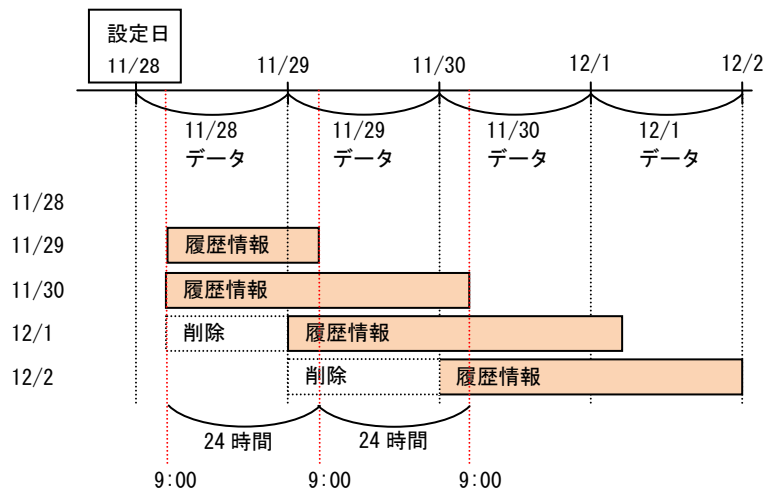 設定日
11/28 11/29 11/30 12/1 12/2
11/28 11/29 11/30 12/1
データ データ データ データ
11/28
11/29 履歴情報
11/30 履歴情報
12/1 削除 履歴情報
12/2 削除 履歴情報
24 時間 24 時間
9:00 9:00 9:00